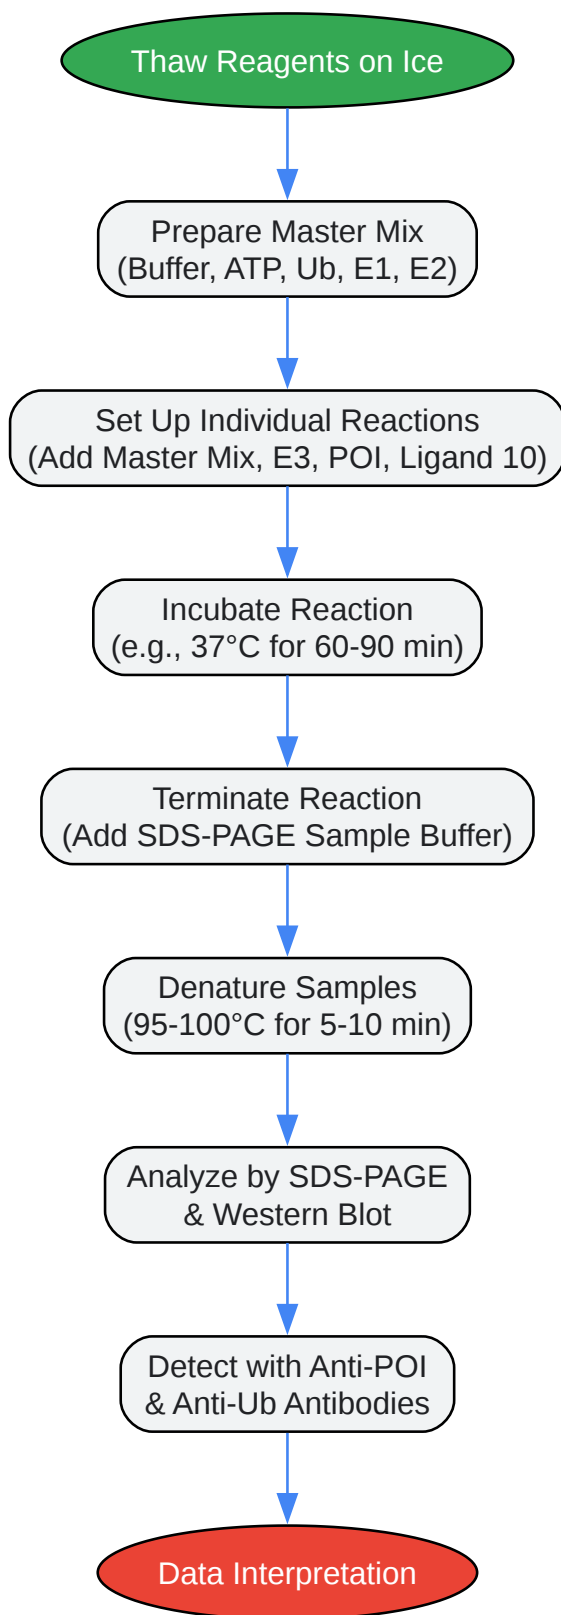 Thaw Reagents on Ice
Prepare Master Mix
(Buffer, ATP, Ub, E1, E2)
Set Up Individual Reactions
(Add Master Mix, E3, POI, Ligand 10)
Incubate Reaction
(e.g., 37°C for 60-90 min)
Terminate Reaction
(Add SDS-PAGE Sample Buffer)
Denature Samples
(95-100°C for 5-10 min)
Analyze by SDS-PAGE
& Western Blot
Detect with Anti-POI
& Anti-Ub Antibodies
Data Interpretation